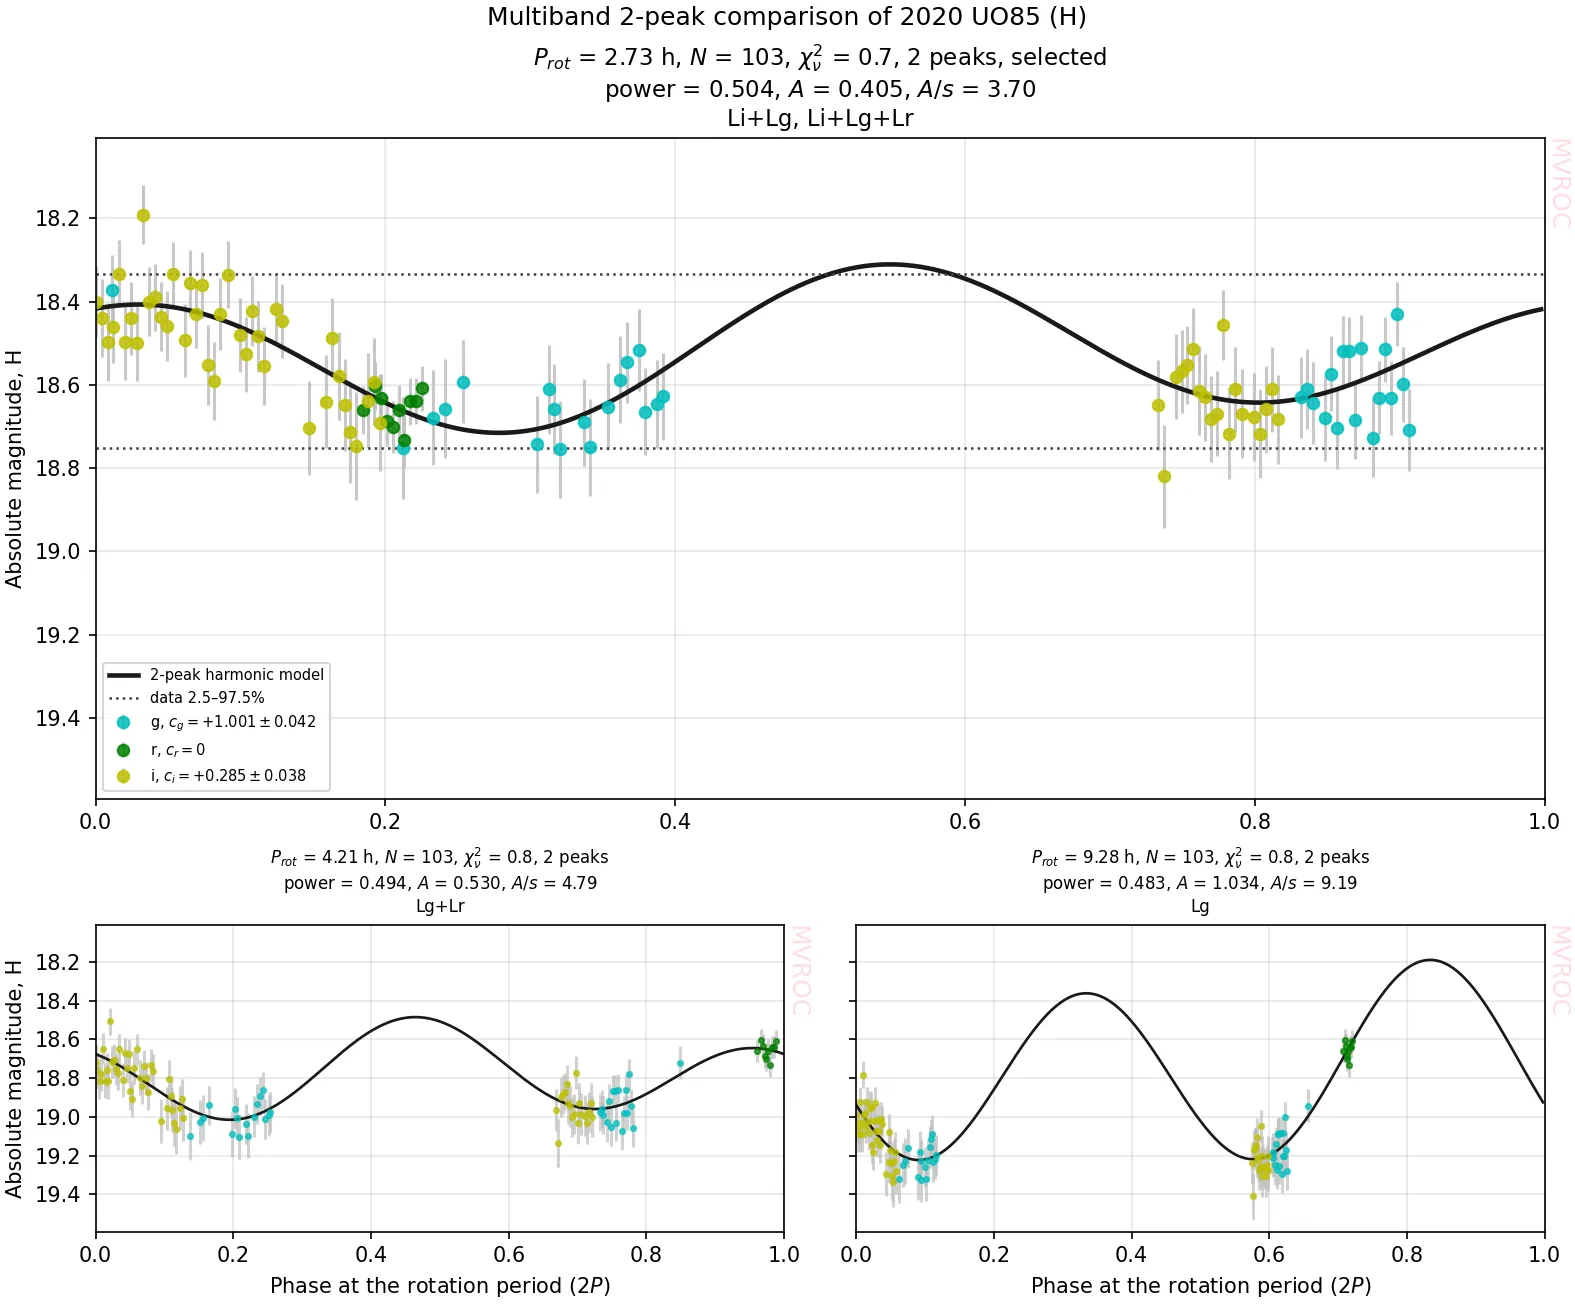 Multiband 2-peak comparison of 2020 UO85 (H)
P_rot = 2.73 h, N = 103, χ²_ν = 0.7, 2 peaks, selected
power = 0.504, A = 0.405, A/s = 3.70
Li+Lg, Li+Lg+Lr
MVROC
Absolute magnitude, H
18.2
18.4
18.6
18.8
19.0
19.2
19.4
2-peak harmonic model
data 2.5–97.5%
g, c_g = +1.001 ± 0.042
r, c_r = 0
i, c_i = +0.285 ± 0.038
0.0 0.2 0.4 0.6 0.8 1.0
P_rot = 4.21 h, N = 103, χ²_ν = 0.8, 2 peaks
power = 0.494, A = 0.530, A/s = 4.79
Lg+Lr
MVROC
Absolute magnitude, H
18.2
18.4
18.6
18.8
19.0
19.2
19.4
0.0 0.2 0.4 0.6 0.8 1.0
Phase at the rotation period (2P)
P_rot = 9.28 h, N = 103, χ²_ν = 0.8, 2 peaks
power = 0.483, A = 1.034, A/s = 9.19
Lg
MVROC
0.0 0.2 0.4 0.6 0.8 1.0
Phase at the rotation period (2P)